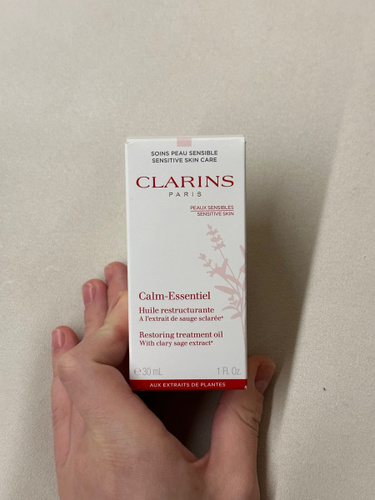 SOINS PEAU SENSIBLE
SENSITIVE SKIN CARE
CLARINS
PARIS
PEAUX SENSIBLES
SENSITIVE SKIN
Calm-Essentiel
Huile restructurante
A l'extrait de sauge sclarée*
Restoring treatment oil
With clary sage extract*
℮30 mL 1 Fl. Oz.
AUX EXTRAITS DE PLANTES